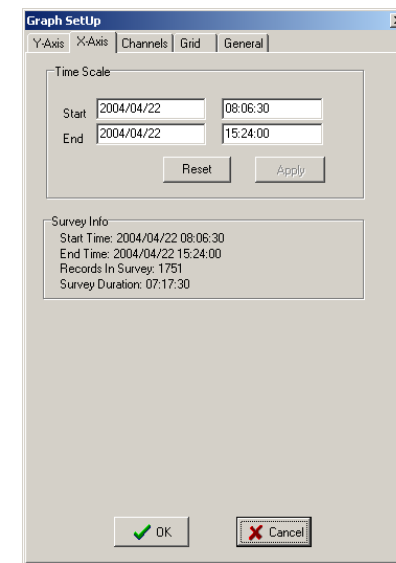 Graph SetUp
Y-Axis X-Axis Channels Grid General
Time Scale
Start 2004/04/22 08:06:30
End 2004/04/22 15:24:00
Reset Apply
Survey Info
Start Time: 2004/04/22 08:06:30
End Time: 2004/04/22 15:24:00
Records In Survey: 1751
Survey Duration: 07:17:30
OK Cancel